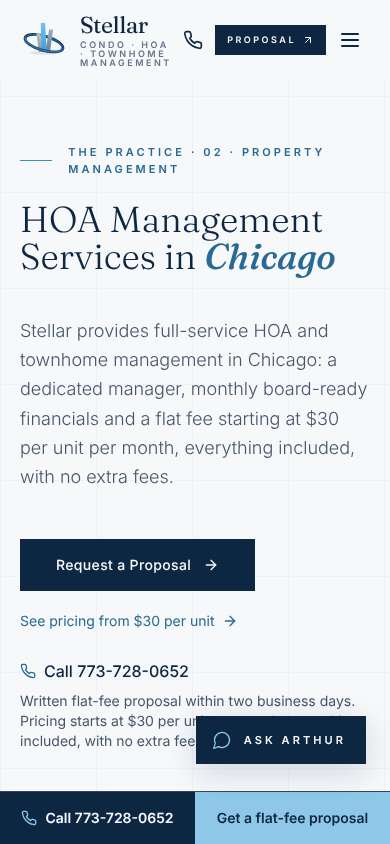 Stellar
CONDO · HOA
· TOWNHOME
MANAGEMENT
PROPOSAL
THE PRACTICE · 02 · PROPERTY
MANAGEMENT
HOA Management
Services in Chicago
Stellar provides full-service HOA and
townhome management in Chicago: a
dedicated manager, monthly board-ready
financials and a flat fee starting at $30
per unit per month, everything included,
with no extra fees.
Request a Proposal
See pricing from $30 per unit
Call 773-728-0652
Written flat-fee proposal within two business days.
Pricing starts at $30 per
included, with no extra
ASK ARTHUR
Call 773-728-0652
Get a flat-fee proposal